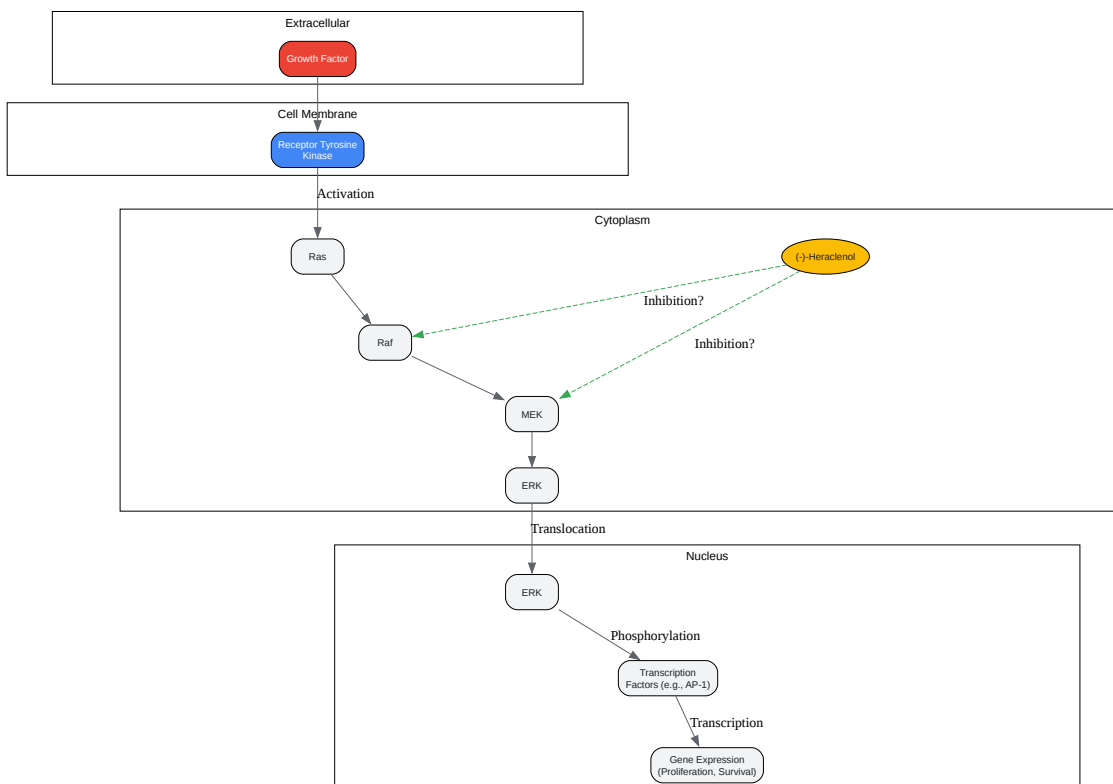 Extracellular
Growth Factor
Cell Membrane
Receptor Tyrosine
Kinase
Activation
Cytoplasm
Ras
(-)-Heraclenol
Inhibition?
Raf
Inhibition?
MEK
ERK
Translocation
Nucleus
ERK
Phosphorylation
Transcription
Factors (e.g., AP-1)
Transcription
Gene Expression
(Proliferation, Survival)